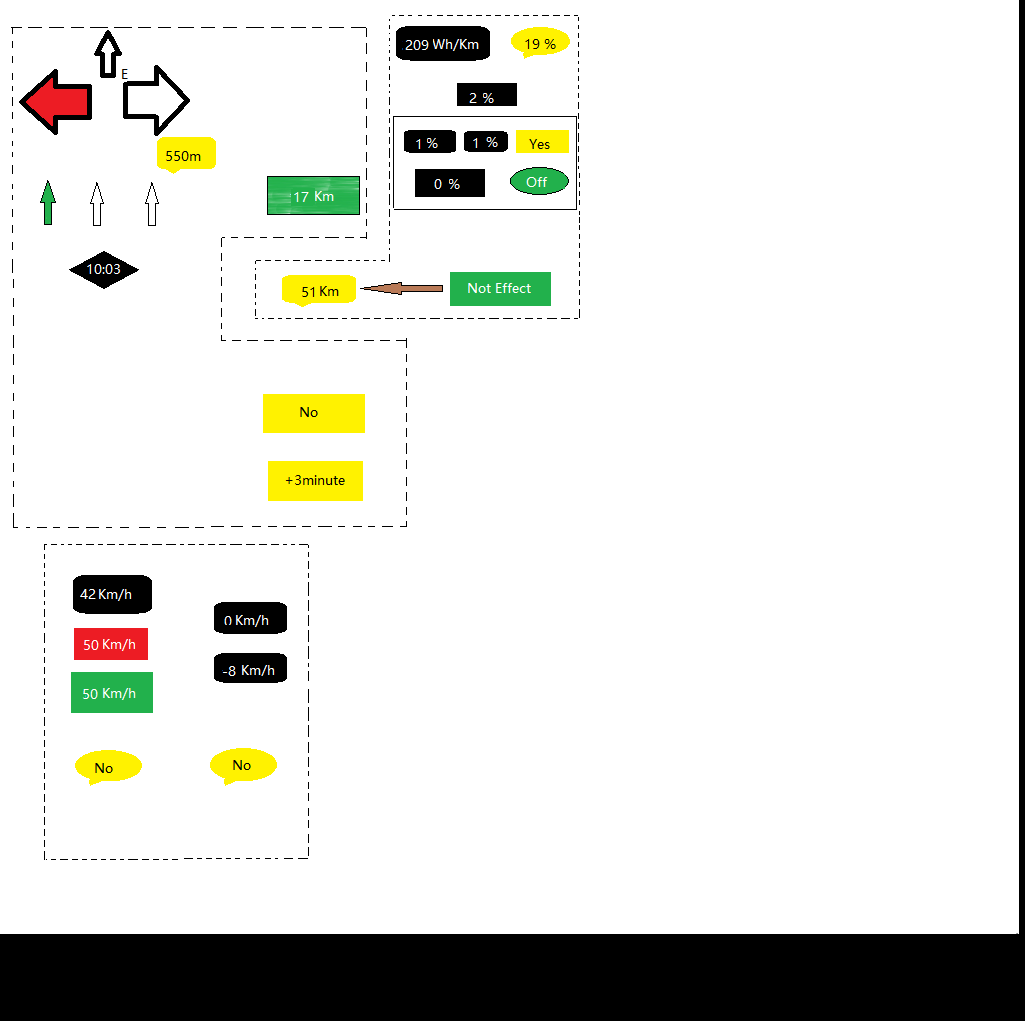 E
550m
17 Km
10:03
209 Wh/Km
19 %
2 %
1 %
1 %
Yes
0 %
Off
51 Km
Not Effect
No
+3minute
42 Km/h
50 Km/h
50 Km/h
0 Km/h
-8 Km/h
No
No